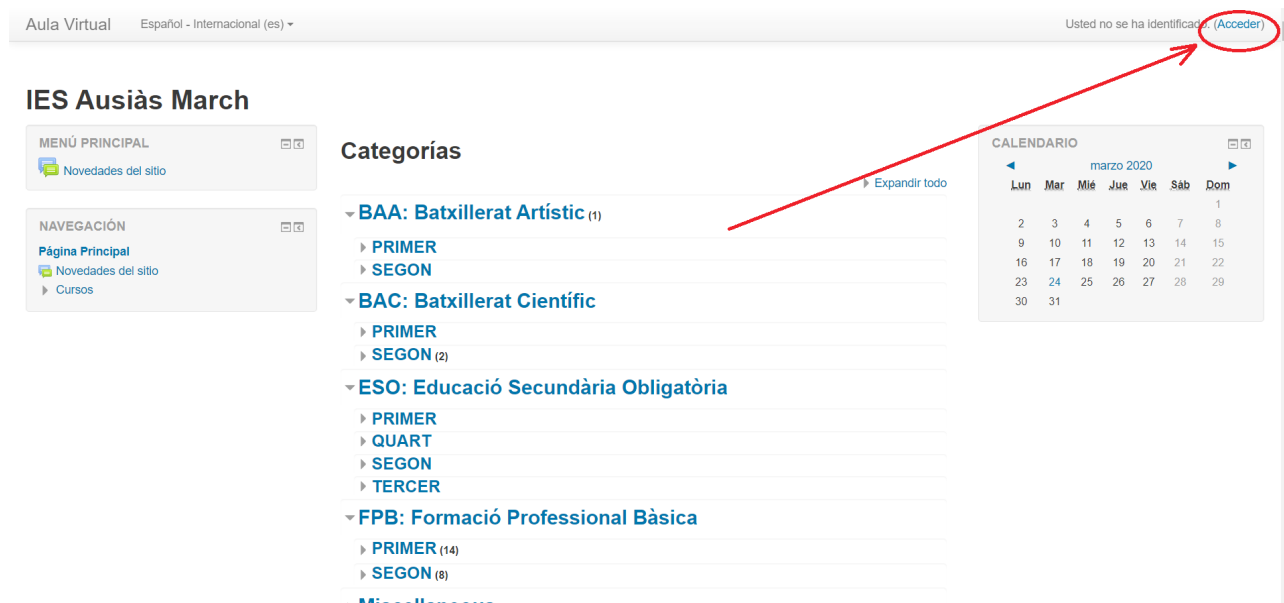 Aula Virtual Español - Internacional (es)
Usted no se ha identificado. (Acceder)
IES Ausiàs March
MENÚ PRINCIPAL
Novedades del sitio
NAVEGACIÓN
Página Principal
Novedades del sitio
Cursos
Categorías
Expandir todo
BAA: Batxillerat Artístic (1)
PRIMER
SEGON
BAC: Batxillerat Científic
PRIMER
SEGON (2)
ESO: Educació Secundària Obligatòria
PRIMER
QUART
SEGON
TERCER
FPB: Formació Professional Bàsica
PRIMER (14)
SEGON (8)
CALENDARIO
marzo 2020
Lun Mar Mié Jue Vie Sáb Dom
1
2 3 4 5 6 7 8
9 10 11 12 13 14 15
16 17 18 19 20 21 22
23 24 25 26 27 28 29
30 31